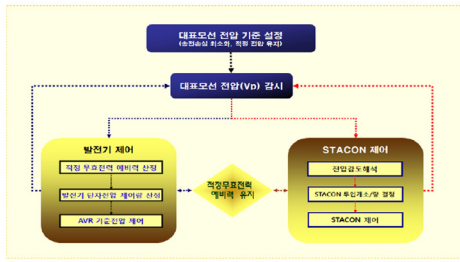 대표모선 전압 기준 설정
(송전손실 최소화, 적정 전압 유지)
대표모선 전압(Vp) 감시
발전기 제어
적정 무효전력 예비력 산정
발전기 단자전압 제어량 산정
AVR 기준전압 제어
적정무효전력
예비력 유지
STACON 제어
전압감도해석
STACON 투입개소/량 결정
STACON 제어